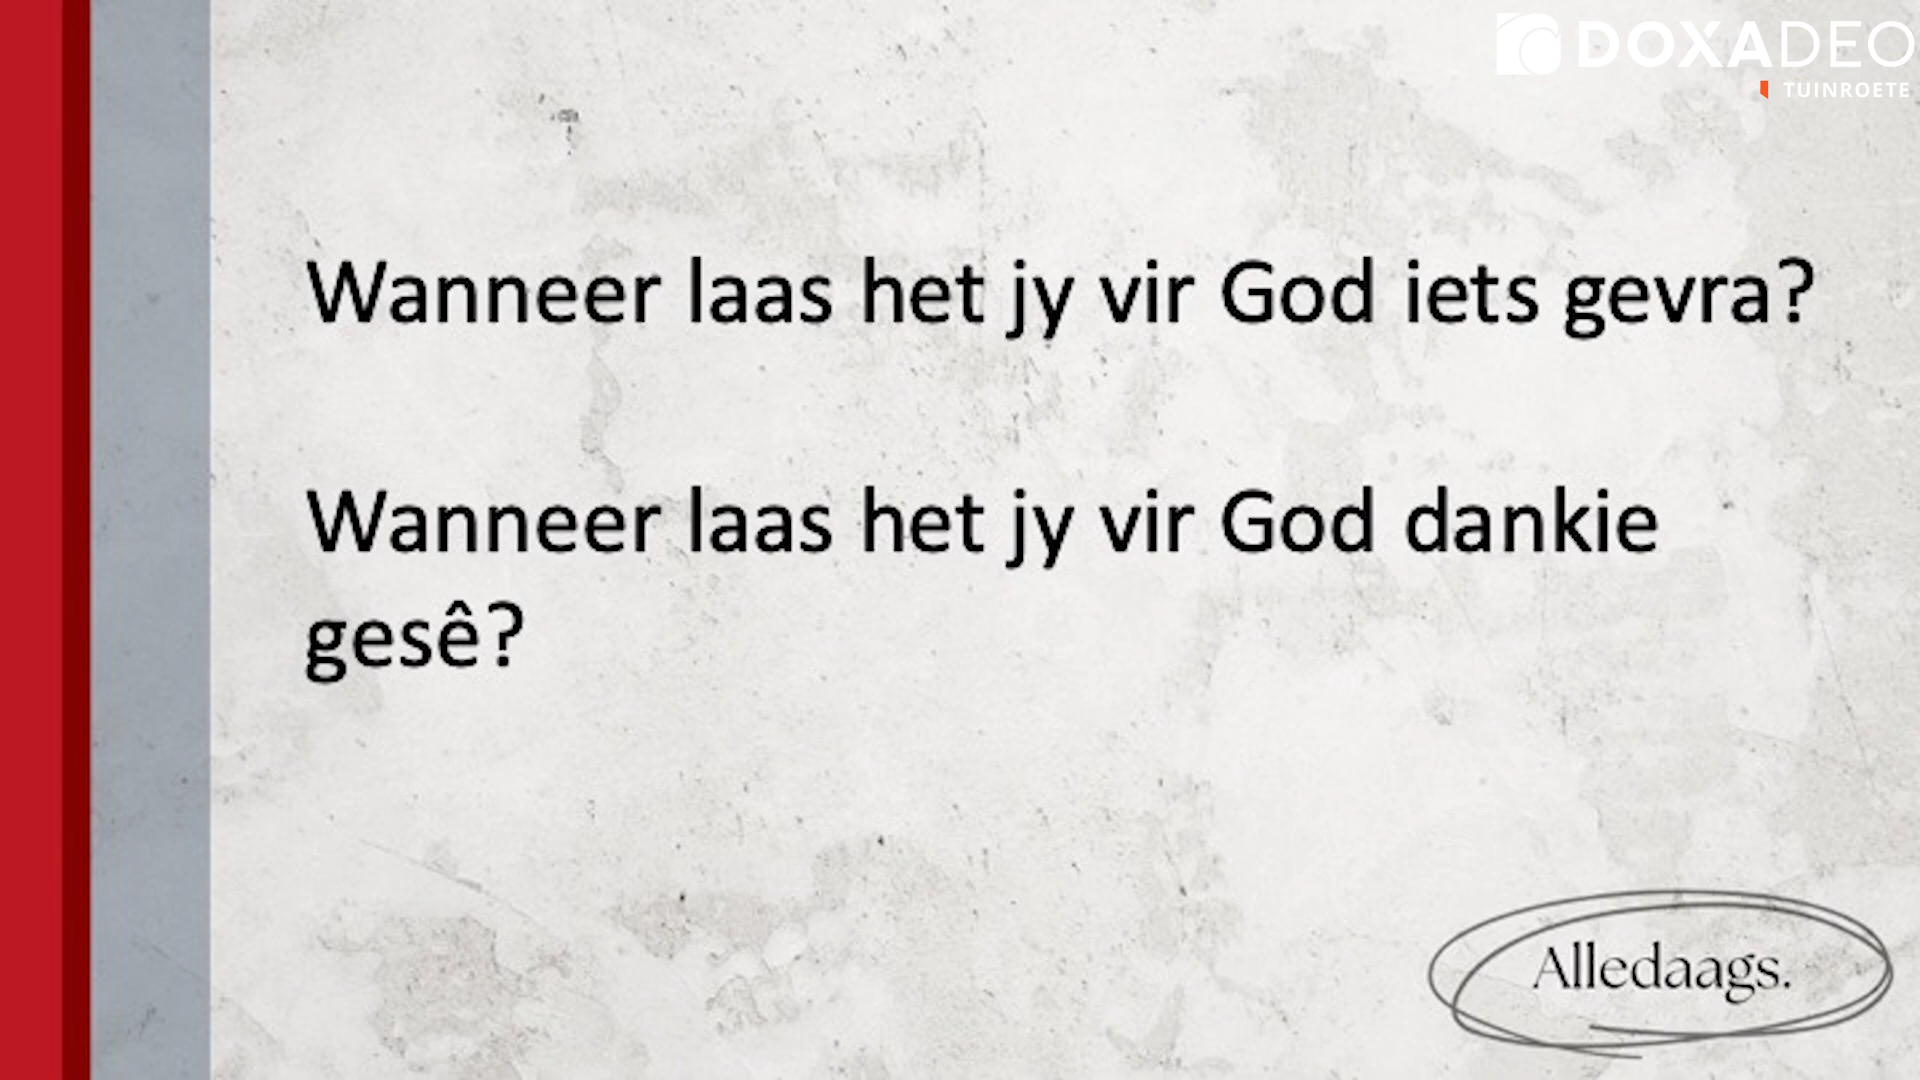 DOXADEO
TUINROETE
Wanneer laas het jy vir God iets gevra?
Wanneer laas het jy vir God dankie
gesê?
Alledaags.